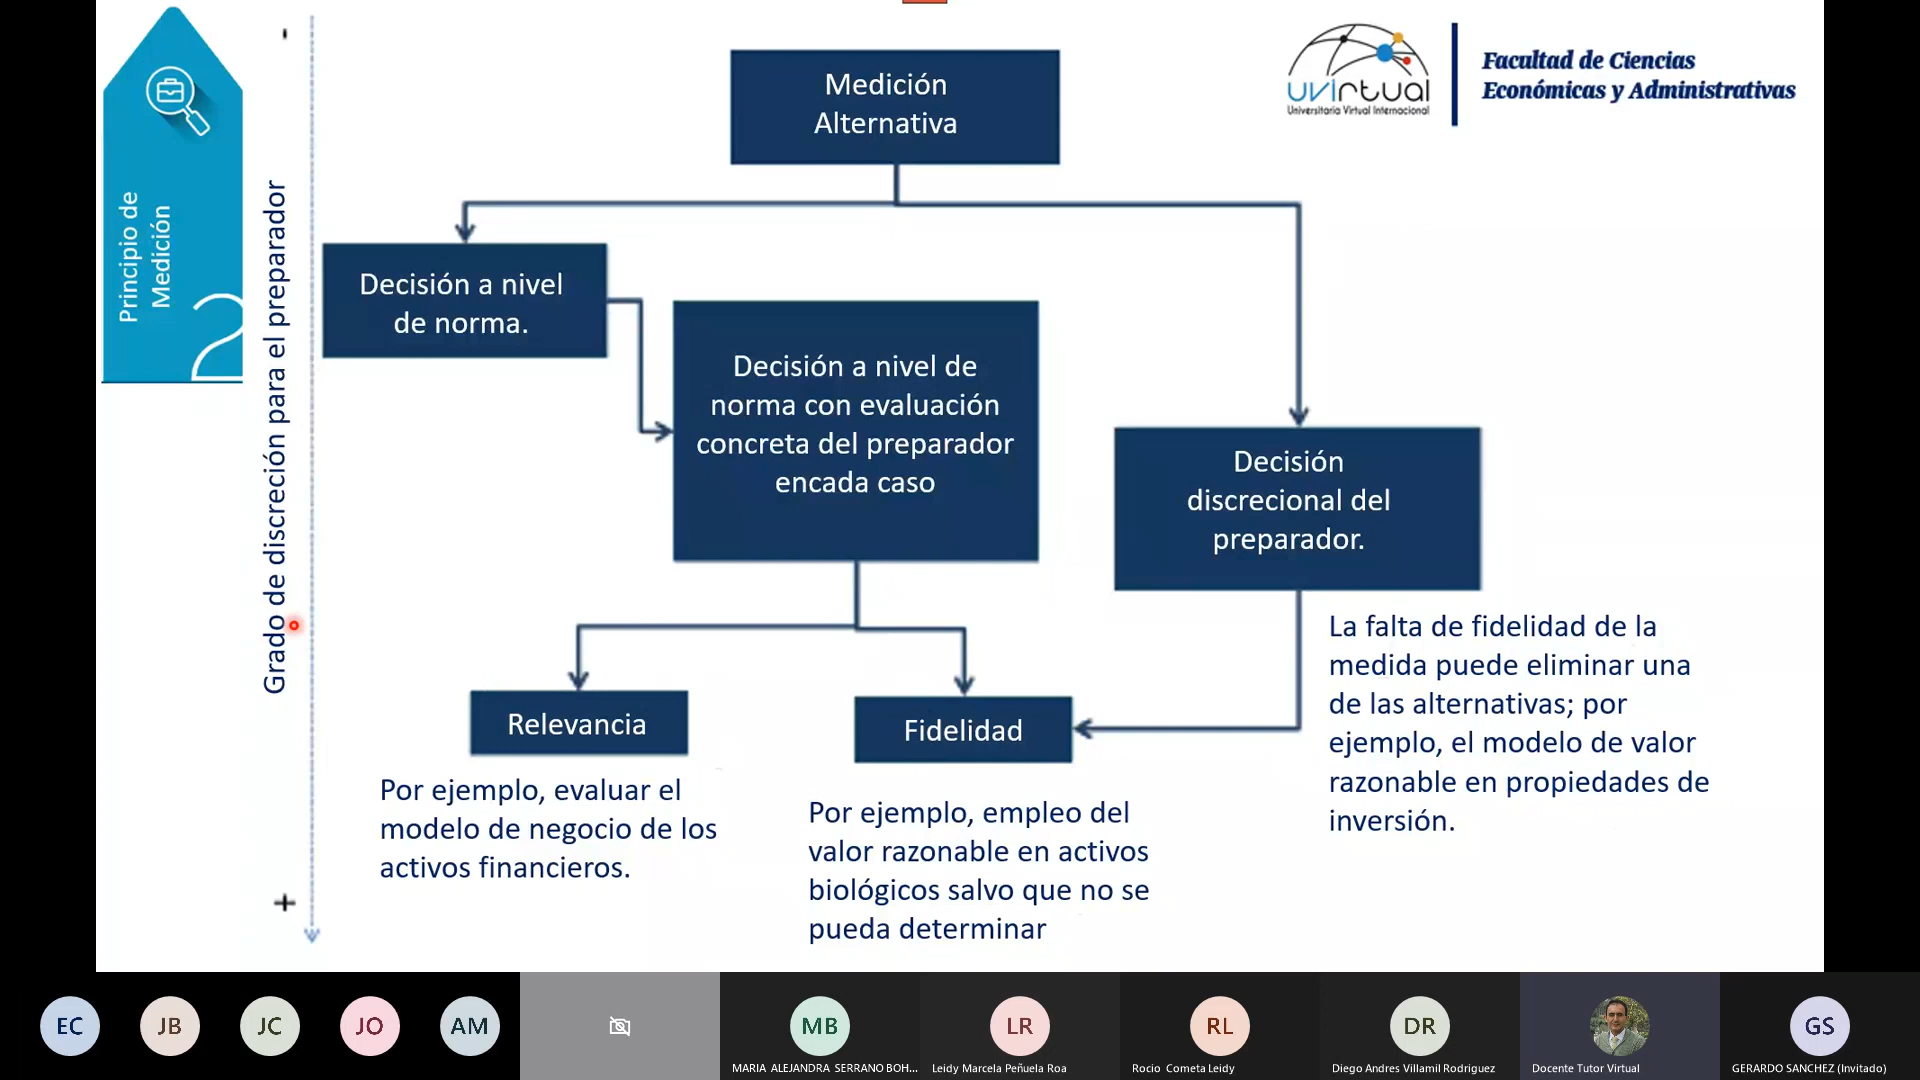 Principio de
Medición
2
Grado de discreción para el preparador
+
Medición
Alternativa
uvirtual
Universitaria Virtual Internacional
Facultad de Ciencias
Económicas y Administrativas
Decisión a nivel
de norma.
Decisión a nivel de
norma con evaluación
concreta del preparador
encada caso
Decisión
discrecional del
preparador.
Relevancia
Por ejemplo, evaluar el
modelo de negocio de los
activos financieros.
Fidelidad
Por ejemplo, empleo del
valor razonable en activos
biológicos salvo que no se
pueda determinar
La falta de fidelidad de la
medida puede eliminar una
de las alternativas; por
ejemplo, el modelo de valor
razonable en propiedades de
inversión.
EC
JB
JC
JO
AM
MB
MARIA ALEJANDRA SERRANO BOH...
LR
Leidy Marcela Peñuela Roa
RL
Rocio Cometa Leidy
DR
Diego Andres Villamil Rodriguez
Docente Tutor Virtual
GS
GERARDO SANCHEZ (Invitado)